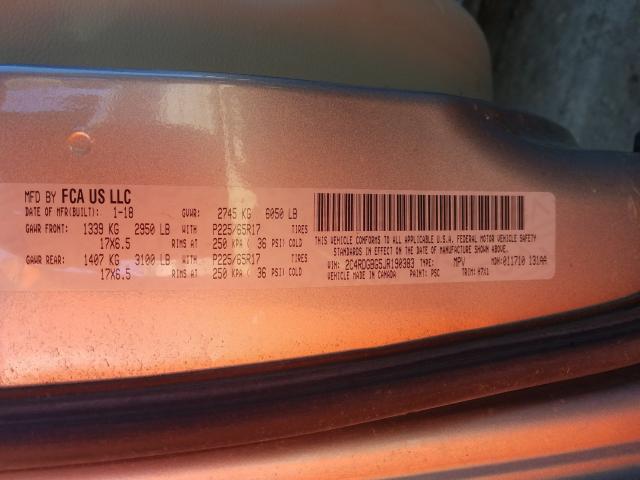 MFD BY FCA US LLC
DATE OF MFR(BUILT): 1-18 GVWR: 2745 KG 6050 LB
GAWR FRONT: 1339 KG 2950 LB WITH P225/65R17 TIRES
17X6.5 RIMS AT 250 KPA ( 36 PSI) COLD
GAWR REAR: 1407 KG 3100 LB WITH P225/65R17 TIRES
17X6.5 RIMS AT 250 KPA ( 36 PSI) COLD
THIS VEHICLE CONFORMS TO ALL APPLICABLE U.S.A. FEDERAL MOTOR VEHICLE SAFETY
STANDARDS IN EFFECT ON THE DATE OF MANUFACTURE SHOWN ABOVE.
VIN: 2C4RDGBG5JR190383 TYPE: MPV MDH: 011710 131AA
VEHICLE MADE IN CANADA PAINT: PSC TRIM: H7X1